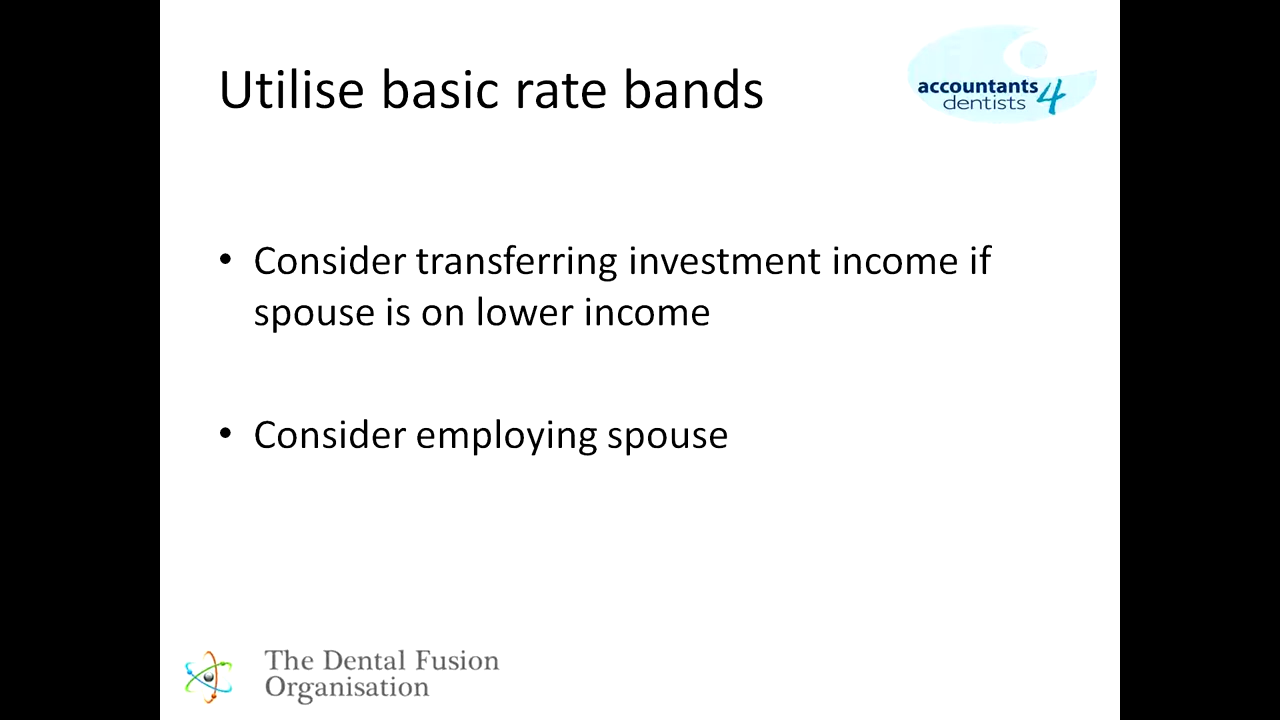 Utilise basic rate bands
accountants 4
dentists
• Consider transferring investment income if
spouse is on lower income
• Consider employing spouse
The Dental Fusion
Organisation